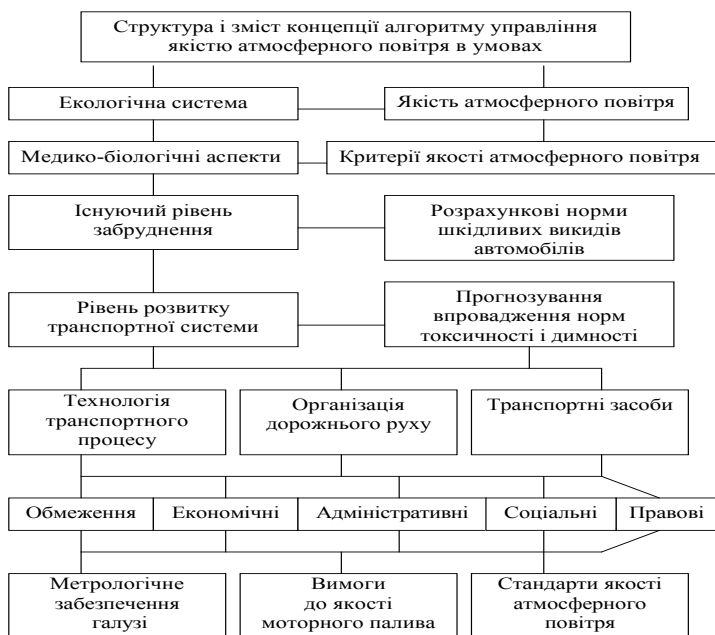 Структура і зміст концепції алгоритму управління
якістю атмосферного повітря в умовах
Екологічна система
Якість атмосферного повітря
Медико-біологічні аспекти
Критерії якості атмосферного повітря
Існуючий рівень
забруднення
Розрахункові норми
шкідливих викидів
автомобілів
Рівень розвитку
транспортної системи
Прогнозування
впровадження норм
токсичності і димності
Технологія
транспортного
процесу
Організація
дорожнього руху
Транспортні засоби
Обмеження
Економічні
Адміністративні
Соціальні
Правові
Метрологічне
забезпечення
галузі
Вимоги
до якості
моторного палива
Стандарти якості
атмосферного
повітря